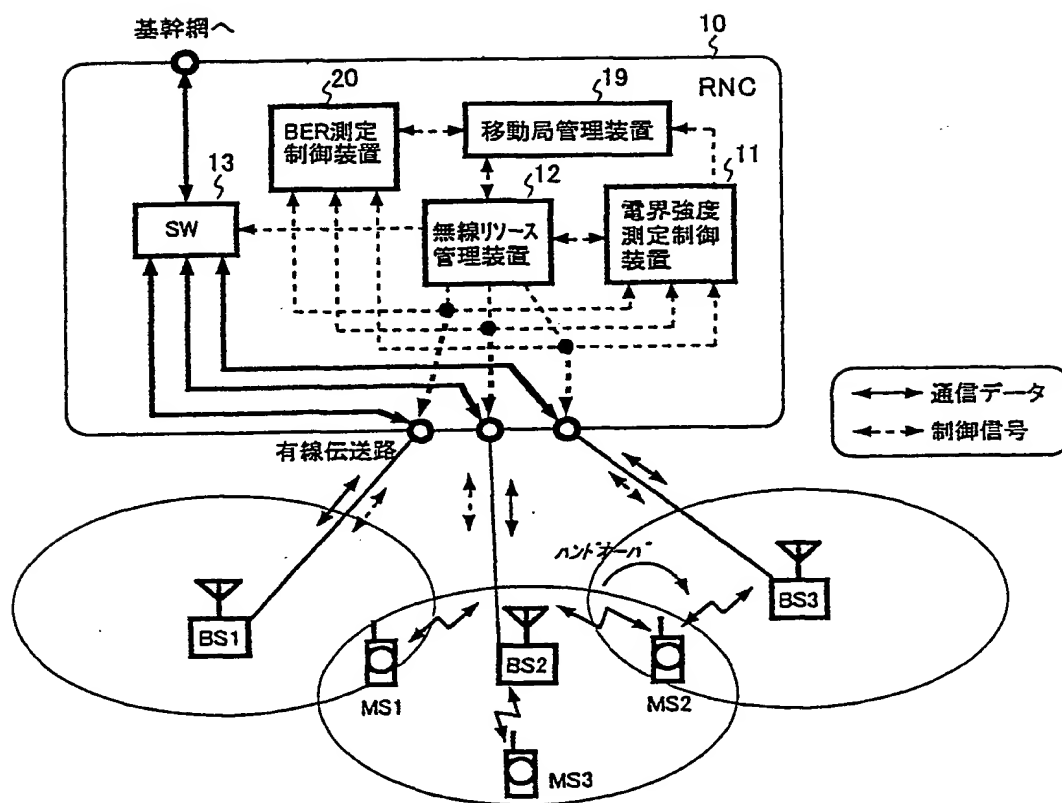 基幹網へ
10
RNC
20
BER測定
制御装置
19
移動局管理装置
11
電界強度
測定制御
装置
12
無線リソース
管理装置
13
SW
通信データ
制御信号
有線伝送路
ハンドオーバ
BS1
BS2
BS3
MS1
MS2
MS3